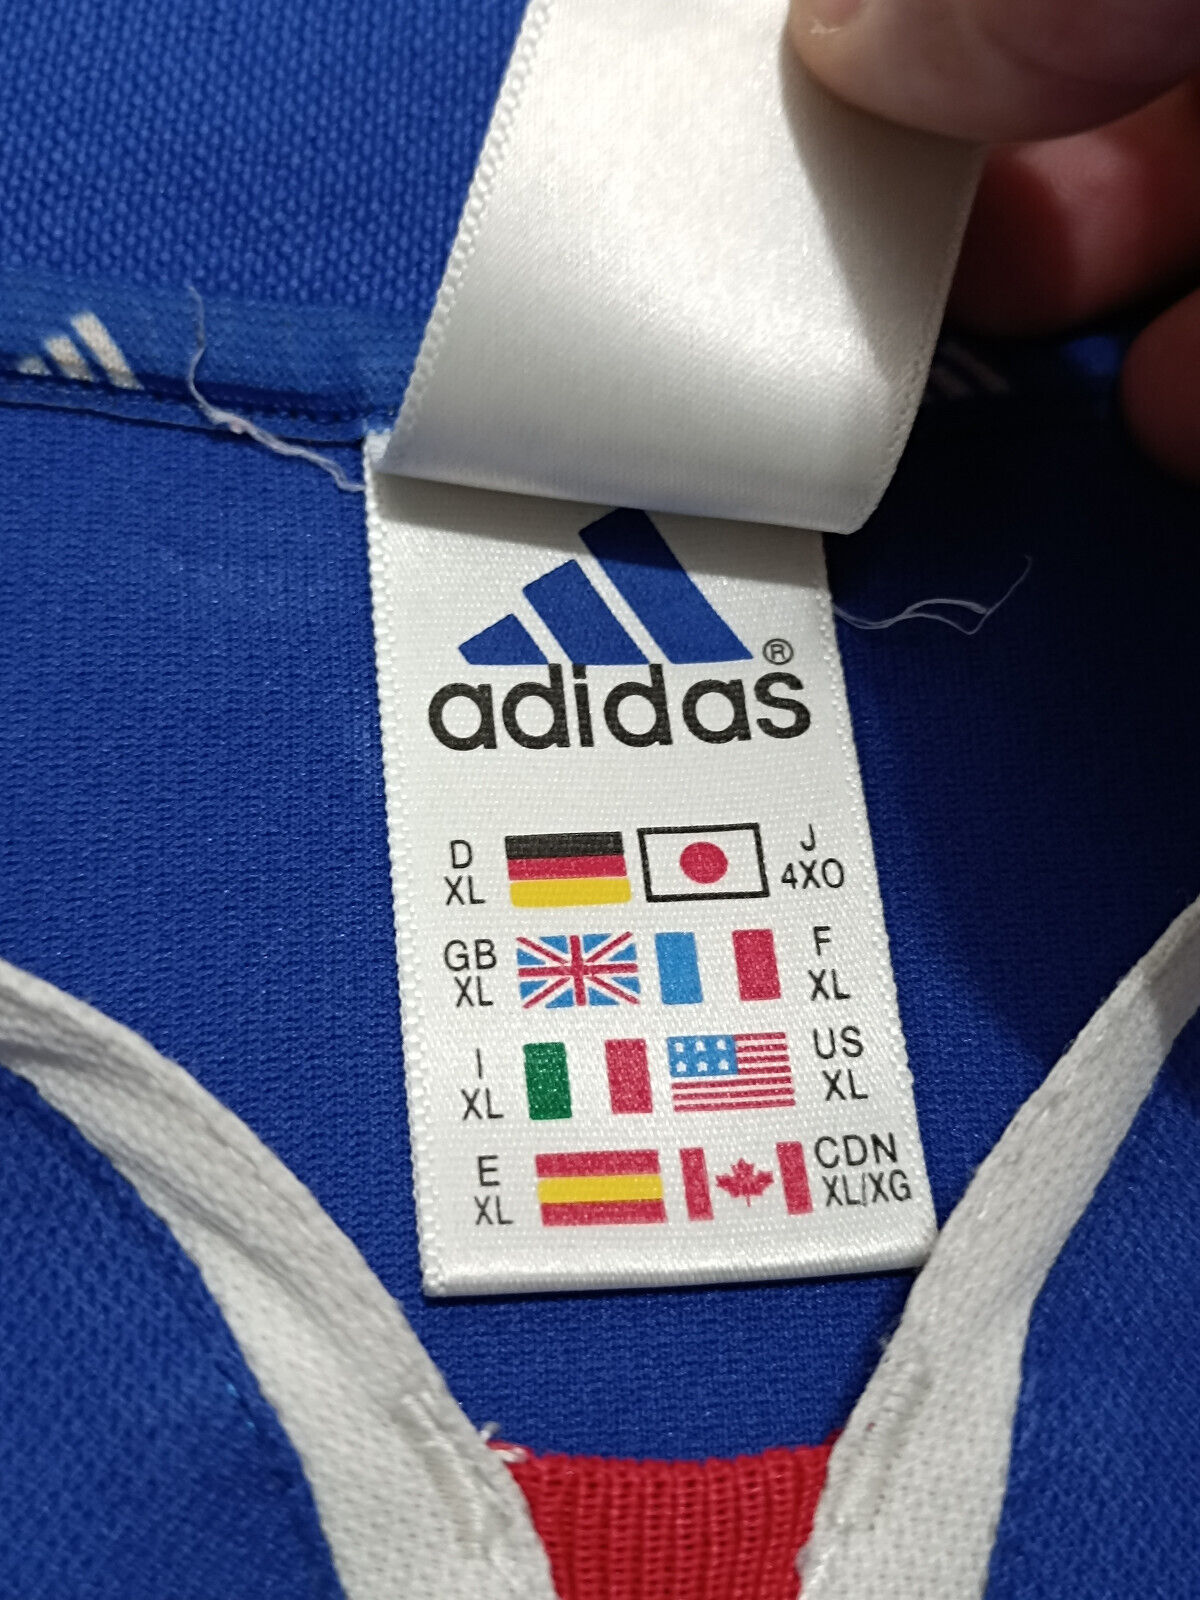 adidas®
D XL J 4XO
GB XL F XL
I XL US XL
E XL CDN XL/XG